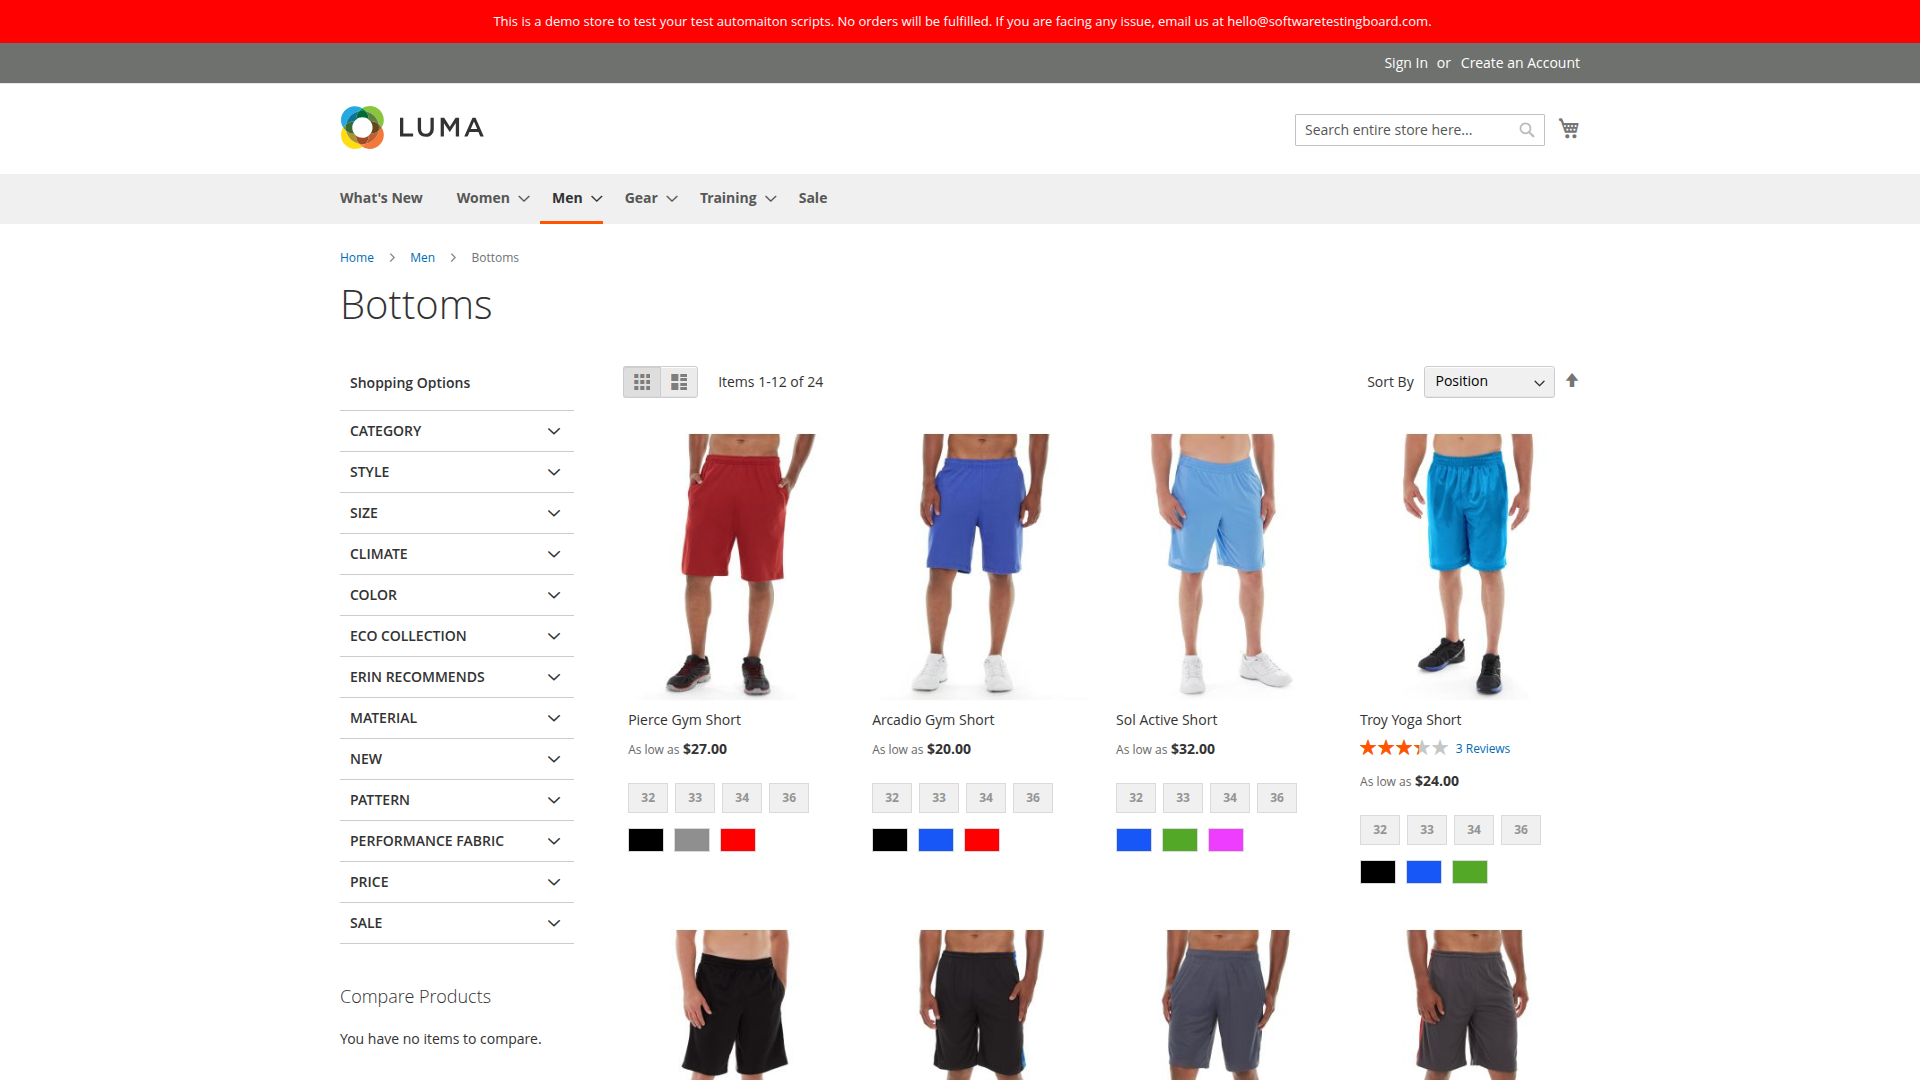 This is a demo store to test your test automaiton scripts. No orders will be fulfilled. If you are facing any issue, email us at hello@softwaretestingboard.com.
Sign In or Create an Account
LUMA
Search entire store here...
What's New Women Men Gear Training Sale
Home Men Bottoms
Bottoms
Shopping Options
Items 1-12 of 24
Sort By Position
CATEGORY
STYLE
SIZE
CLIMATE
COLOR
ECO COLLECTION
ERIN RECOMMENDS
MATERIAL
NEW
PATTERN
PERFORMANCE FABRIC
PRICE
SALE
Compare Products
You have no items to compare.
Pierce Gym Short
As low as $27.00
32 33 34 36
Arcadio Gym Short
As low as $20.00
32 33 34 36
Sol Active Short
As low as $32.00
32 33 34 36
Troy Yoga Short
3 Reviews
As low as $24.00
32 33 34 36